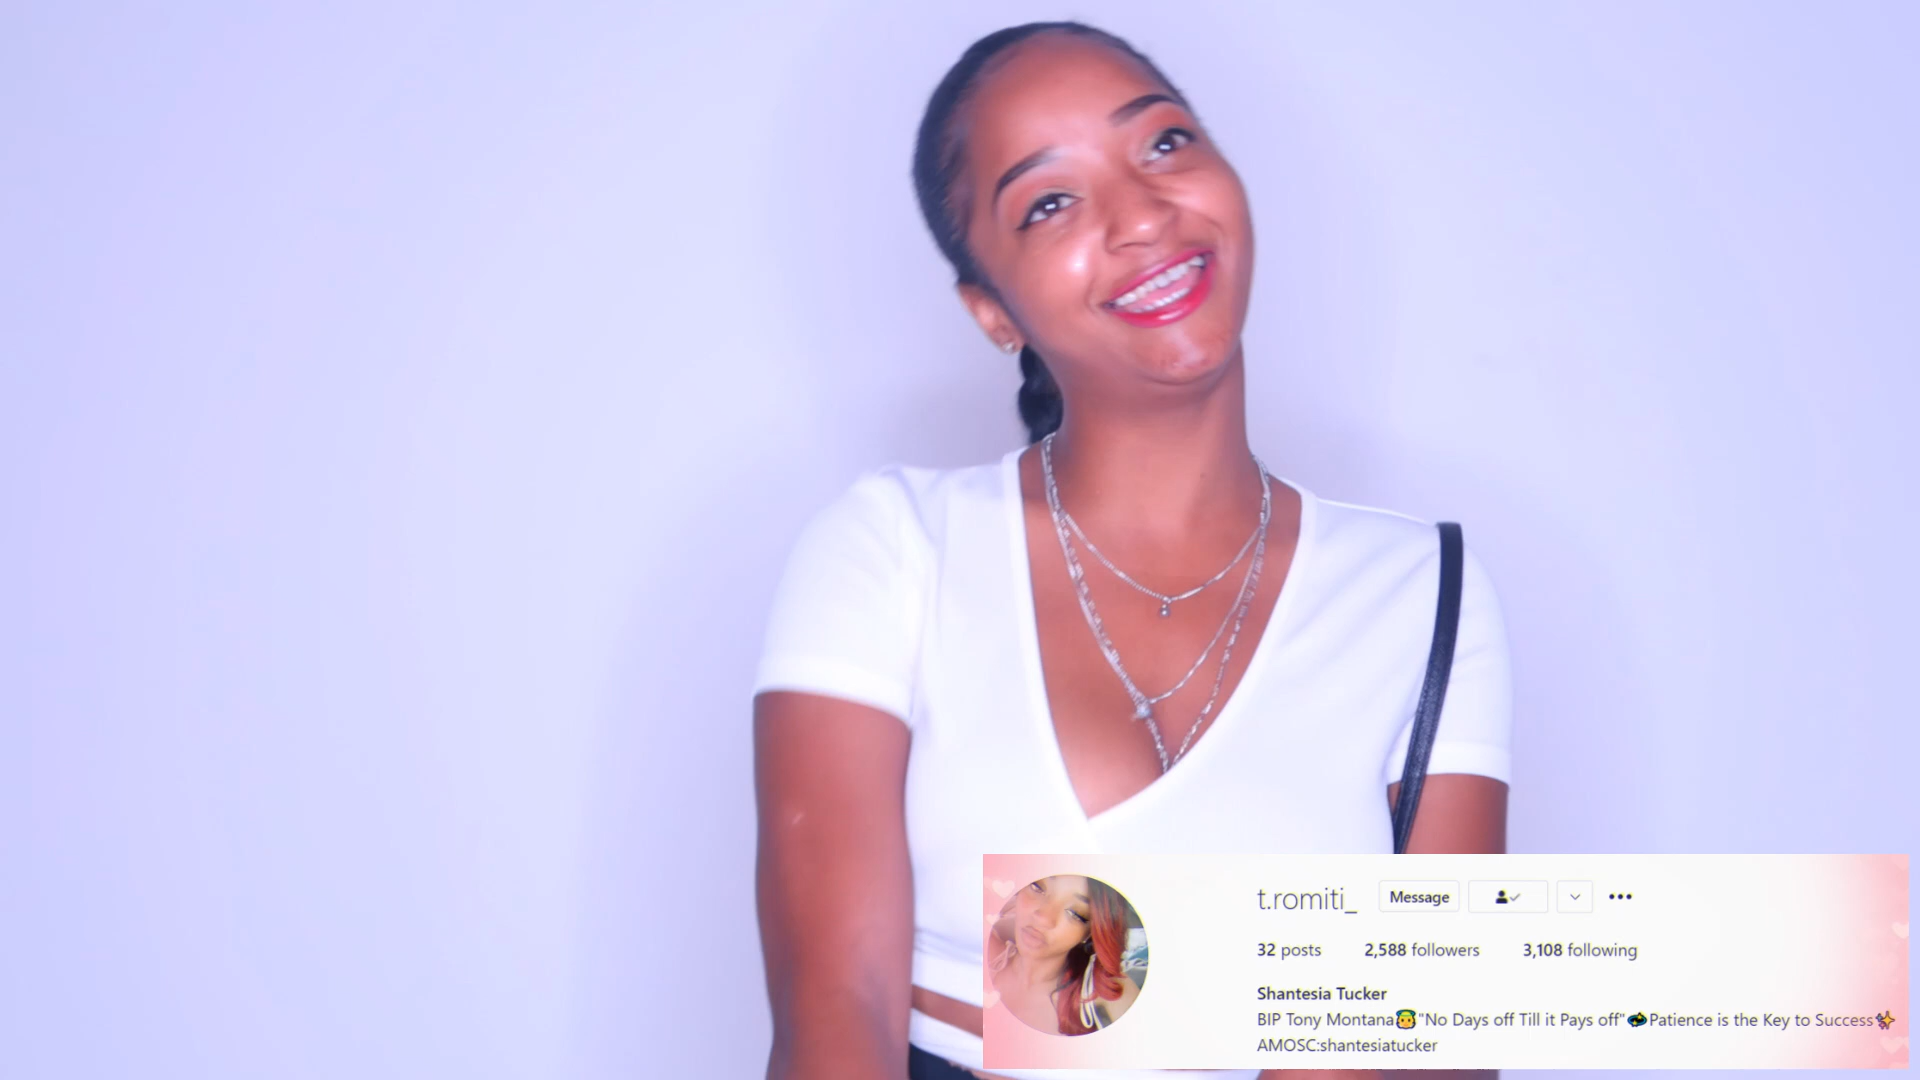 t.romiti_ Message
32 posts 2,588 followers 3,108 following
Shantesia Tucker
BIP Tony Montana😇"No Days off Till it Pays off"💫Patience is the Key to Success✨
AMOSC:shantesiatucker